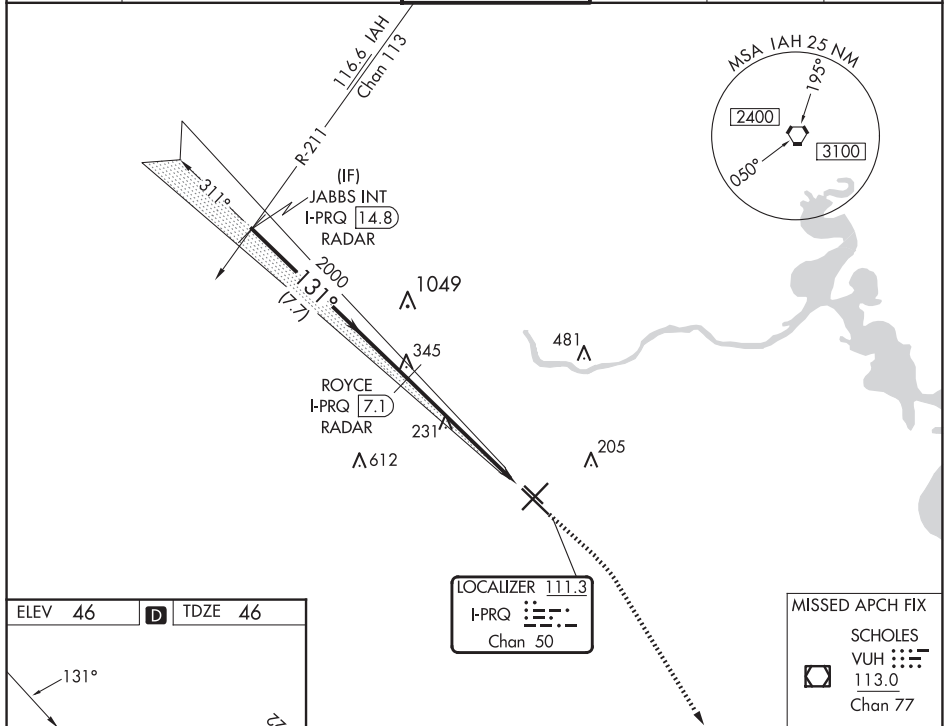 116.6 IAH
Chan 113
R-211
MSA IAH 25 NM
195°
2400
3100
050°
311°
(IF)
JABBS INT
I-PRQ 14.8
RADAR
2000
131°
(7.7)
1049
345
481
ROYCE
I-PRQ 7.1
RADAR
231
612
205
LOCALIZER 111.3
I-PRQ
Chan 50
ELEV 46 D TDZE 46
131°
22
MISSED APCH FIX
SCHOLES
VUH
113.0
Chan 77